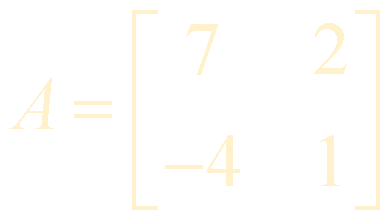 A = [ 7 2
−4 1 ]